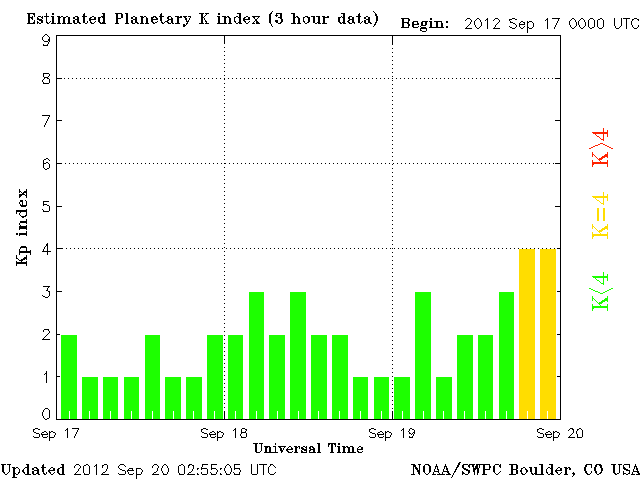 Estimated Planetary K index (3 hour data) Begin: 2012 Sep 17 0000 UTC
9
8
7
6
5
4
3
2
1
0
Kp index
K>4
K=4
K<4
Sep 17 Sep 18 Sep 19 Sep 20
Universal Time
Updated 2012 Sep 20 02:55:05 UTC NOAA/SWPC Boulder, CO USA